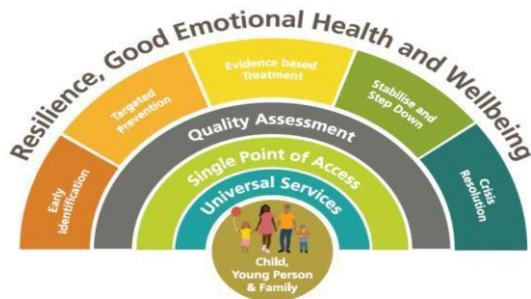 Resilience, Good Emotional Health and Wellbeing
Early
Identification
Targeted
Prevention
Evidence based
Treatment
Stabilise and
Step Down
Crisis
Resolution
Quality Assessment
Single Point of Access
Universal Services
Child,
Young Person
& Family